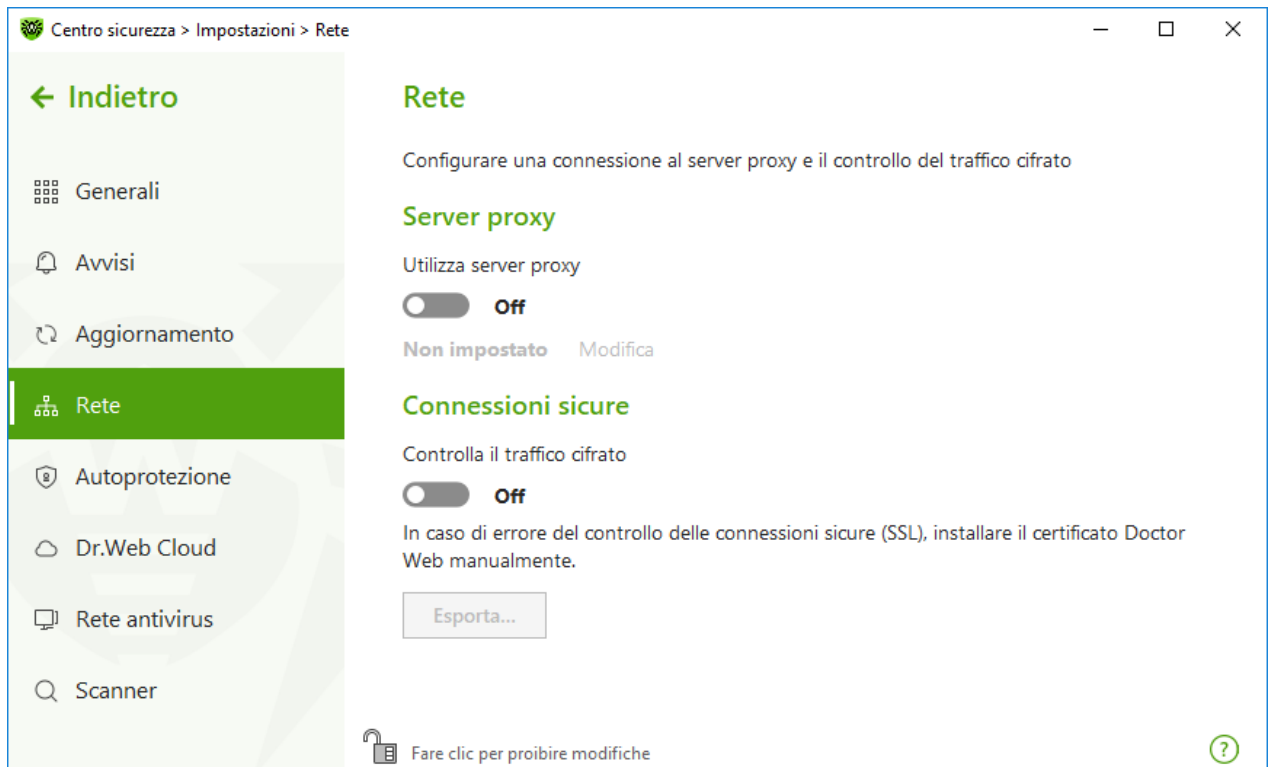 Centro sicurezza > Impostazioni > Rete
Indietro
Generali
Avvisi
Aggiornamento
Rete
Autoprotezione
Dr.Web Cloud
Rete antivirus
Scanner
Rete
Configurare una connessione al server proxy e il controllo del traffico cifrato
Server proxy
Utilizza server proxy
Off
Non impostato Modifica
Connessioni sicure
Controlla il traffico cifrato
Off
In caso di errore del controllo delle connessioni sicure (SSL), installare il certificato Doctor
Web manualmente.
Esporta...
Fare clic per proibire modifiche
?